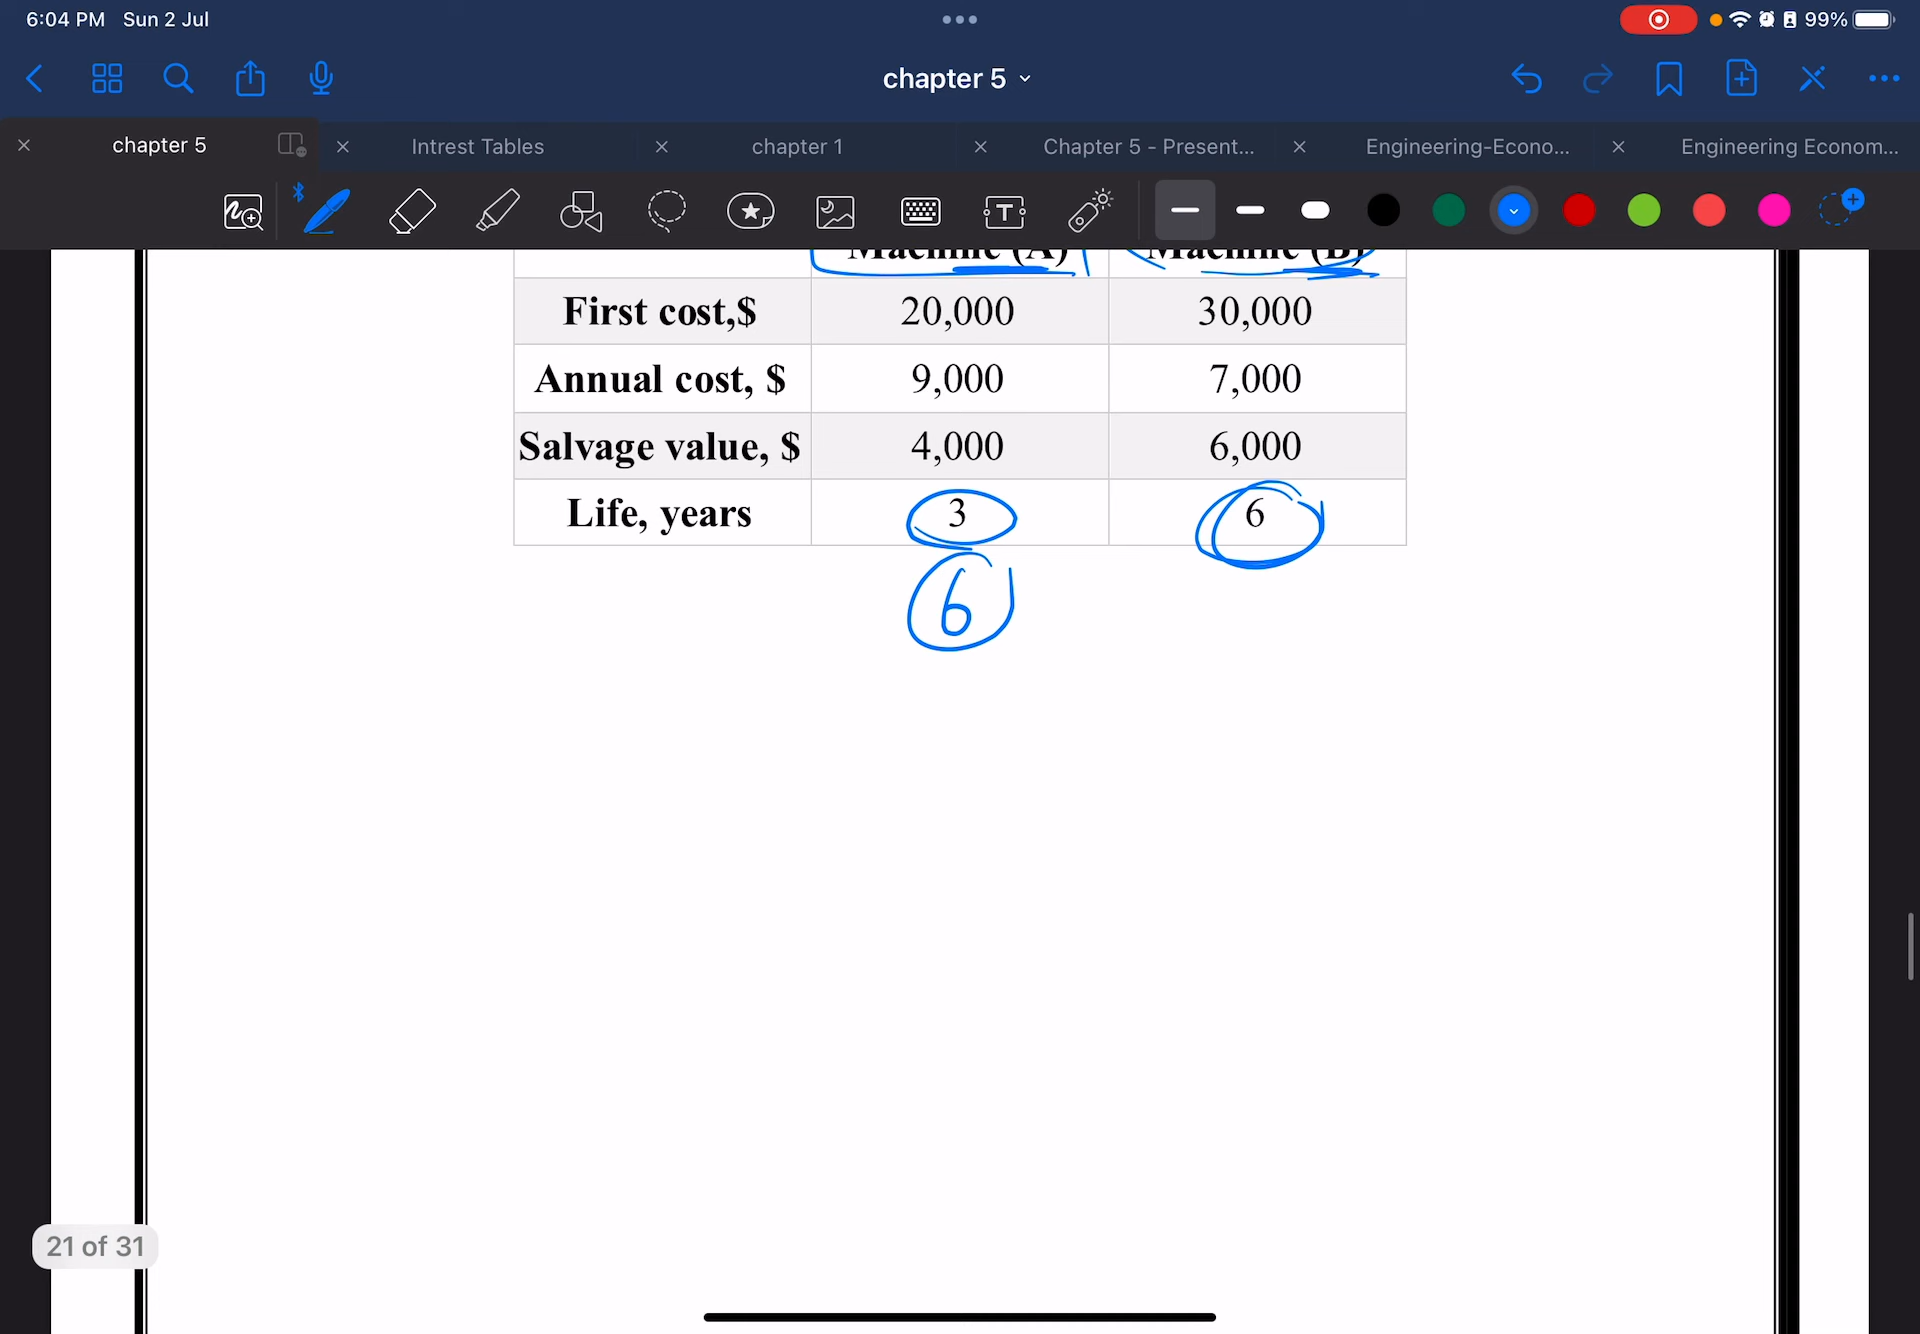 6:04 PM Sun 2 Jul 99%
chapter 5
chapter 5 Intrest Tables chapter 1 Chapter 5 - Present... Engineering-Econo... Engineering Econom...
Machine (A) Machine (B)
First cost,$ 20,000 30,000
Annual cost, $ 9,000 7,000
Salvage value, $ 4,000 6,000
Life, years 3 6
6
21 of 31